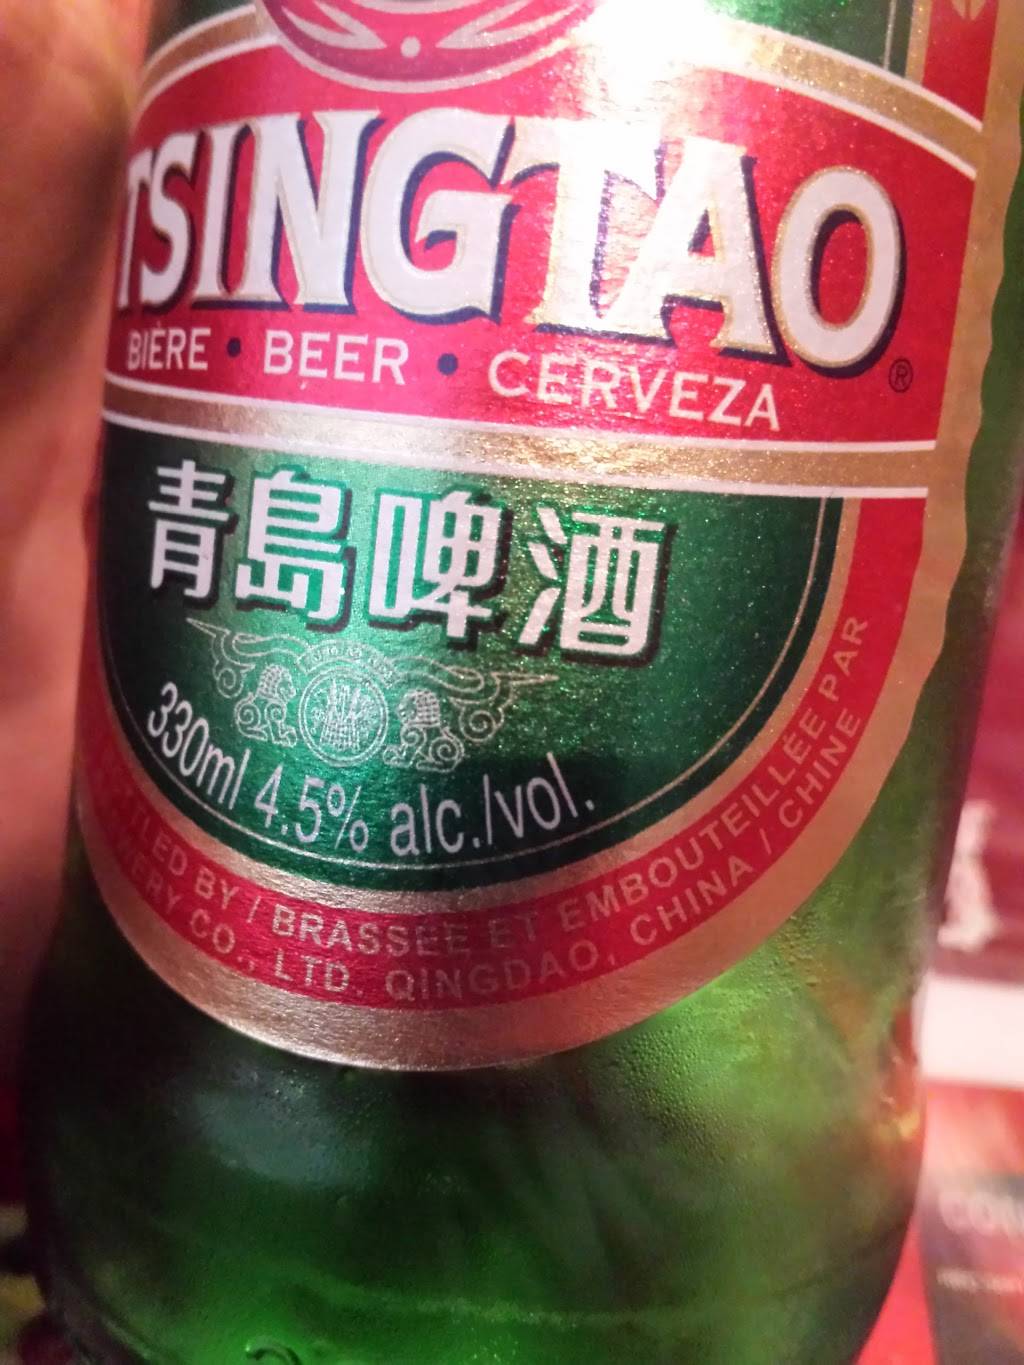 TSINGTAO
®
BIÈRE • BEER • CERVEZA
青島啤酒
330ml 4.5% alc./vol.
BY / BRASSÉE ET EMBOUTEILLÉE PAR
CO., LTD. QINGDAO, CHINA / CHINE